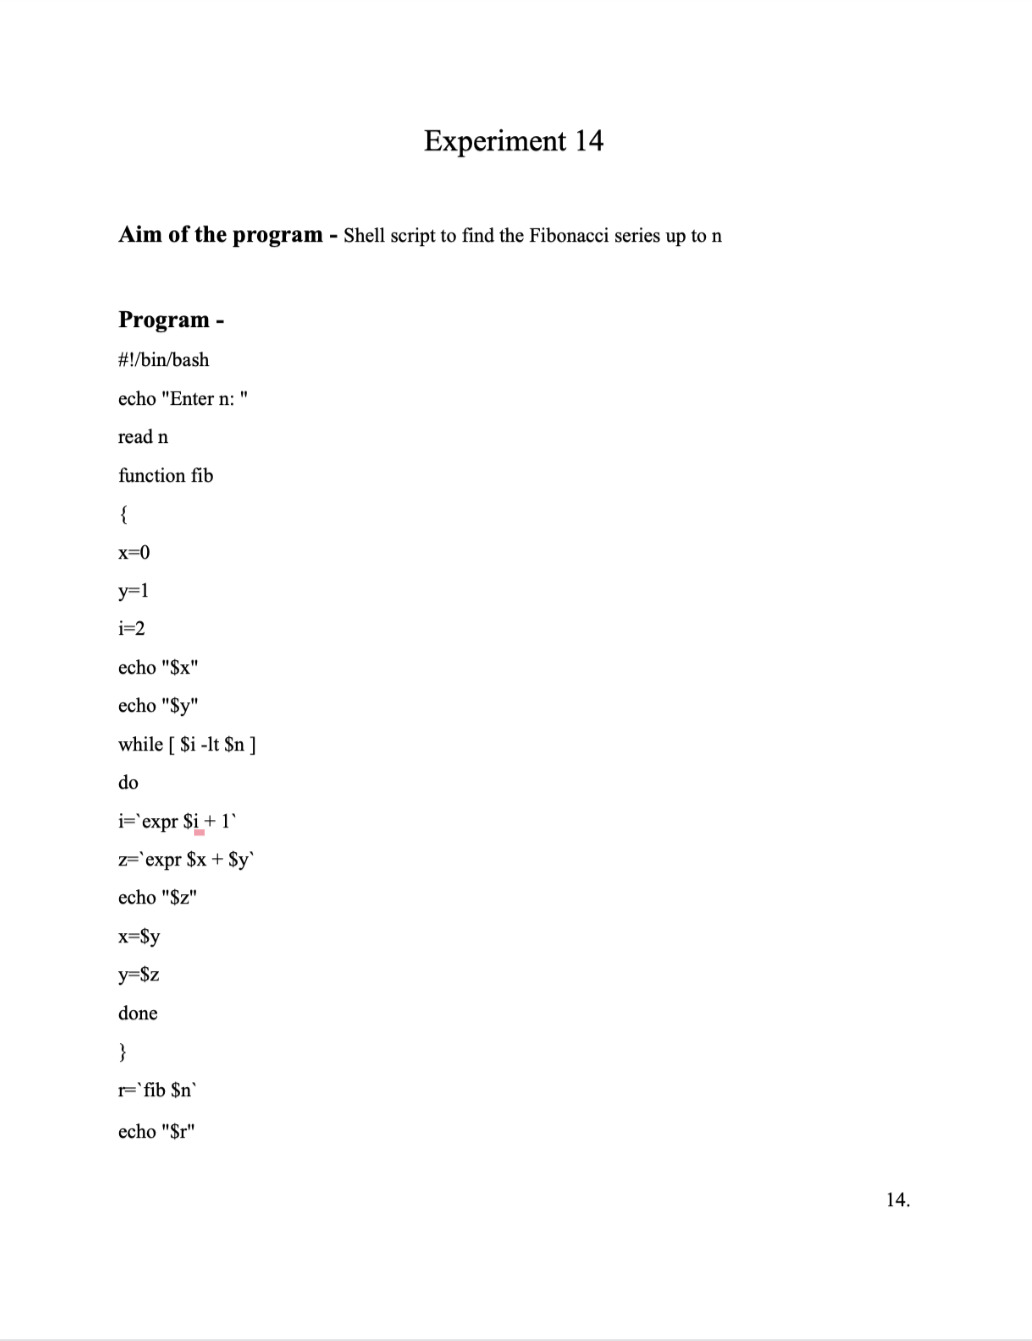 Experiment 14
Aim of the program - Shell script to find the Fibonacci series up to n
Program -
#!/bin/bash
echo "Enter n: "
read n
function fib
{
x=0
y=1
i=2
echo "$x"
echo "$y"
while [ $i -lt $n ]
do
i=`expr $i + 1`
z=`expr $x + $y`
echo "$z"
x=$y
y=$z
done
}
r=`fib $n`
echo "$r"
14.